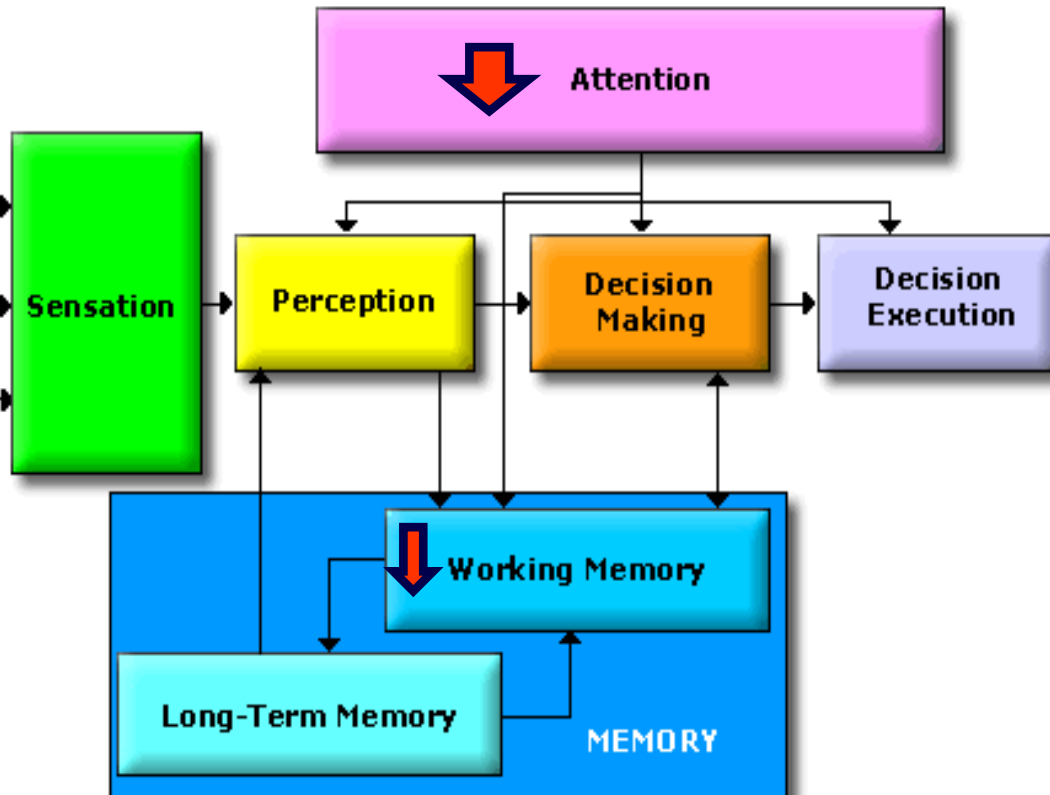 Attention
Sensation
Perception
Decision
Making
Decision
Execution
Working Memory
Long-Term Memory
MEMORY